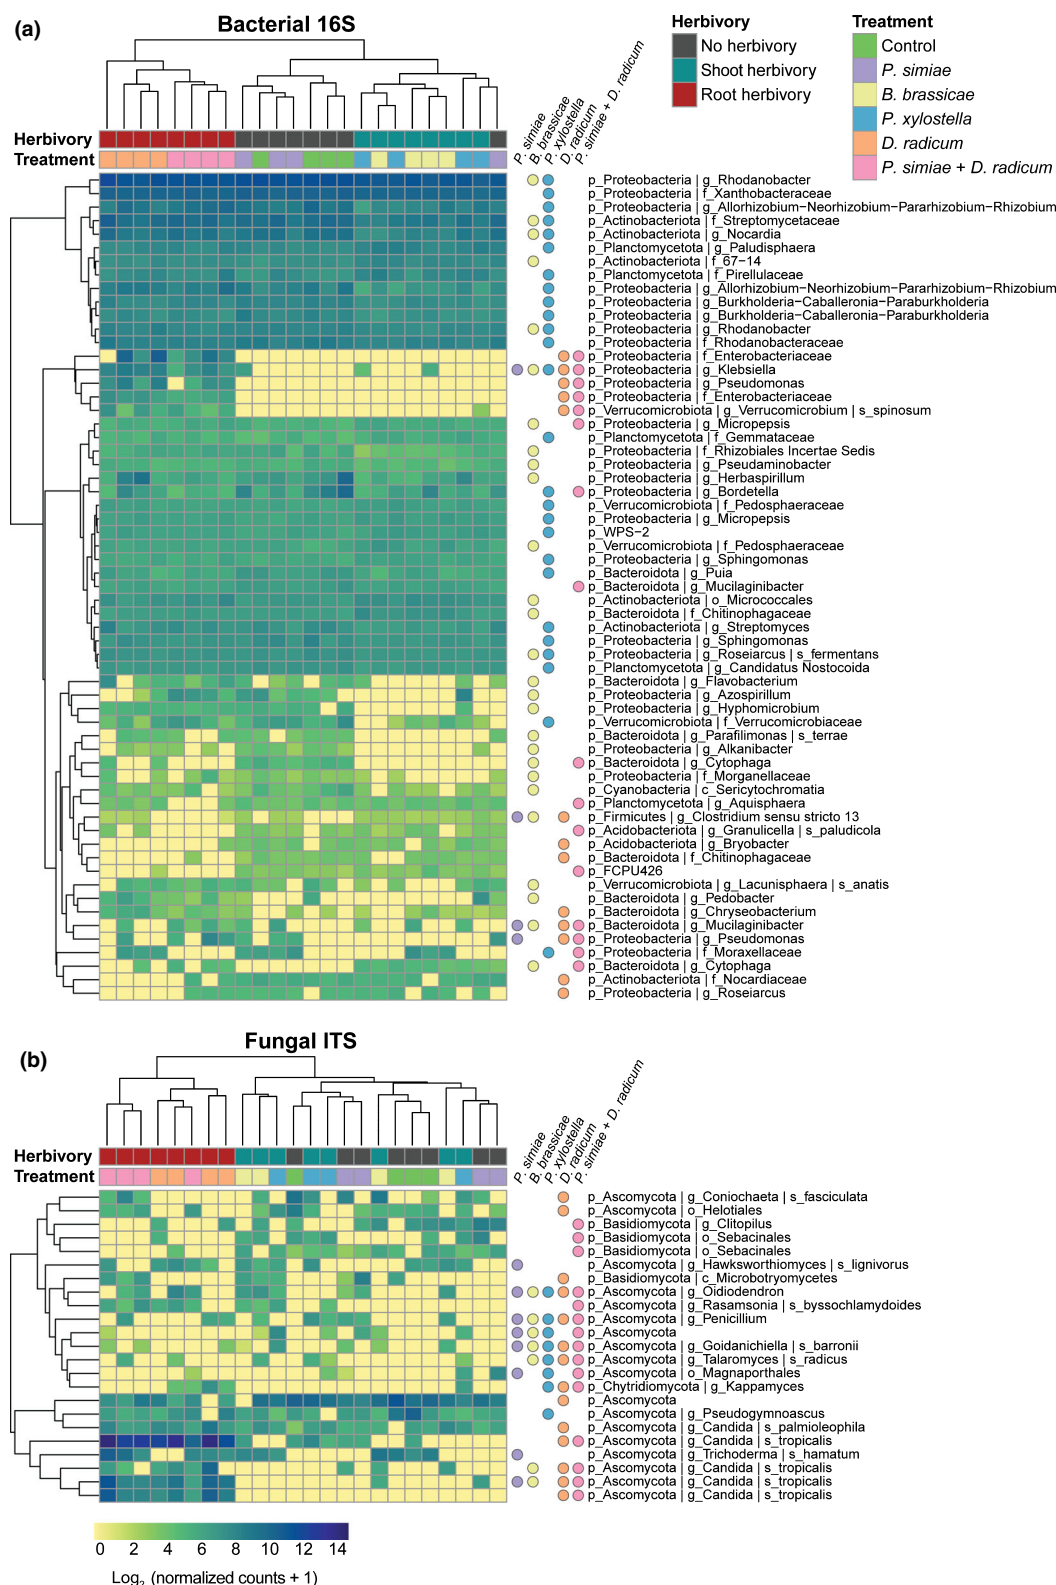 (a)
Bacterial 16S
Herbivory
No herbivory
Shoot herbivory
Root herbivory
Treatment
Control
P. simiae
B. brassicae
P. xylostella
D. radicum
P. simiae + D. radicum
Herbivory
Treatment
P. simiae
B. brassicae
P. xylostella
D. radicum
P. simiae + D. radicum
p_Proteobacteria | g_Rhodanobacter
p_Proteobacteria | f_Xanthobacteraceae
p_Proteobacteria | g_Allorhizobium−Neorhizobium−Pararhizobium−Rhizobium
p_Actinobacteriota | f_Streptomycetaceae
p_Actinobacteriota | g_Nocardia
p_Planctomycetota | g_Paludisphaera
p_Actinobacteriota | f_67−14
p_Planctomycetota | f_Pirellulaceae
p_Proteobacteria | g_Allorhizobium−Neorhizobium−Pararhizobium−Rhizobium
p_Proteobacteria | g_Burkholderia−Caballeronia−Paraburkholderia
p_Proteobacteria | g_Burkholderia−Caballeronia−Paraburkholderia
p_Proteobacteria | g_Rhodanobacter
p_Proteobacteria | f_Rhodanobacteraceae
p_Proteobacteria | f_Enterobacteriaceae
p_Proteobacteria | g_Klebsiella
p_Proteobacteria | g_Pseudomonas
p_Proteobacteria | f_Enterobacteriaceae
p_Verrucomicrobiota | g_Verrucomicrobium | s_spinosum
p_Proteobacteria | g_Micropepsis
p_Planctomycetota | f_Gemmataceae
p_Proteobacteria | f_Rhizobiales Incertae Sedis
p_Proteobacteria | g_Pseudaminobacter
p_Proteobacteria | g_Herbaspirillum
p_Proteobacteria | g_Bordetella
p_Verrucomicrobiota | f_Pedosphaeraceae
p_Proteobacteria | g_Micropepsis
p_WPS−2
p_Verrucomicrobiota | f_Pedosphaeraceae
p_Proteobacteria | g_Sphingomonas
p_Bacteroidota | g_Puia
p_Bacteroidota | g_Mucilaginibacter
p_Actinobacteriota | o_Micrococcales
p_Bacteroidota | f_Chitinophagaceae
p_Actinobacteriota | g_Streptomyces
p_Proteobacteria | g_Sphingomonas
p_Proteobacteria | g_Roseiarcus | s_fermentans
p_Planctomycetota | g_Candidatus Nostocoida
p_Bacteroidota | g_Flavobacterium
p_Proteobacteria | g_Azospirillum
p_Proteobacteria | g_Hyphomicrobium
p_Verrucomicrobiota | f_Verrucomicrobiaceae
p_Bacteroidota | g_Parafilimonas | s_terrae
p_Proteobacteria | g_Alkanibacter
p_Bacteroidota | g_Cytophaga
p_Proteobacteria | f_Morganellaceae
p_Cyanobacteria | c_Sericytochromatia
p_Planctomycetota | g_Aquisphaera
p_Firmicutes | g_Clostridium sensu stricto 13
p_Acidobacteriota | g_Granulicella | s_paludicola
p_Acidobacteriota | g_Bryobacter
p_Bacteroidota | f_Chitinophagaceae
p_FCPU426
p_Verrucomicrobiota | g_Lacunisphaera | s_anatis
p_Bacteroidota | g_Pedobacter
p_Bacteroidota | g_Chryseobacterium
p_Bacteroidota | g_Mucilaginibacter
p_Proteobacteria | g_Pseudomonas
p_Proteobacteria | f_Moraxellaceae
p_Bacteroidota | g_Cytophaga
p_Actinobacteriota | f_Nocardiaceae
p_Proteobacteria | g_Roseiarcus
(b)
Fungal ITS
Herbivory
Treatment
P. simiae
B. brassicae
P. xylostella
D. radicum
P. simiae + D. radicum
p_Ascomycota | g_Coniochaeta | s_fasciculata
p_Ascomycota | o_Helotiales
p_Basidiomycota | g_Clitopilus
p_Basidiomycota | o_Sebacinales
p_Basidiomycota | o_Sebacinales
p_Ascomycota | g_Hawksworthiomyces | s_lignivorus
p_Basidiomycota | c_Microbotryomycetes
p_Ascomycota | g_Oidiodendron
p_Ascomycota | g_Rasamsonia | s_byssochlamydoides
p_Ascomycota | g_Penicillium
p_Ascomycota
p_Ascomycota | g_Goidanichiella | s_barronii
p_Ascomycota | g_Talaromyces | s_radicus
p_Ascomycota | o_Magnaporthales
p_Chytridiomycota | g_Kappamyces
p_Ascomycota
p_Ascomycota | g_Pseudogymnoascus
p_Ascomycota | g_Candida | s_palmioleophila
p_Ascomycota | g_Candida | s_tropicalis
p_Ascomycota | g_Trichoderma | s_hamatum
p_Ascomycota | g_Candida | s_tropicalis
p_Ascomycota | g_Candida | s_tropicalis
p_Ascomycota | g_Candida | s_tropicalis
0 2 4 6 8 10 12 14
Log₂ (normalized counts + 1)